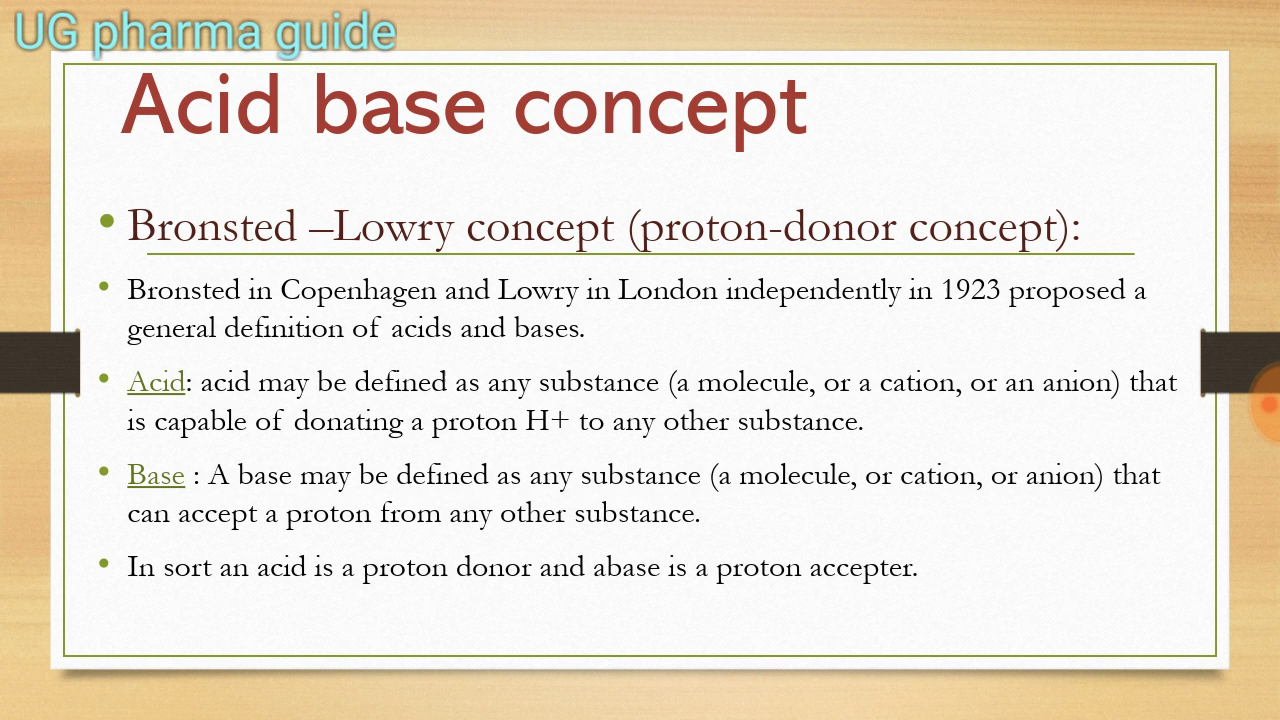 UG pharma guide
Acid base concept
• Bronsted –Lowry concept (proton-donor concept):
• Bronsted in Copenhagen and Lowry in London independently in 1923 proposed a
general definition of acids and bases.
• Acid: acid may be defined as any substance (a molecule, or a cation, or an anion) that
is capable of donating a proton H+ to any other substance.
• Base : A base may be defined as any substance (a molecule, or cation, or anion) that
can accept a proton from any other substance.
• In sort an acid is a proton donor and abase is a proton accepter.